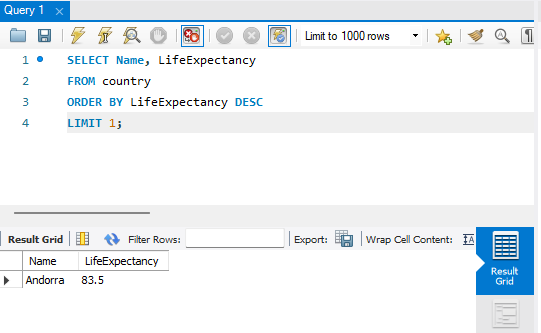 Query 1
Limit to 1000 rows
1 SELECT Name, LifeExpectancy
2 FROM country
3 ORDER BY LifeExpectancy DESC
4 LIMIT 1;
Result Grid Filter Rows: Export: Wrap Cell Content:
Name LifeExpectancy
Andorra 83.5
Result
Grid